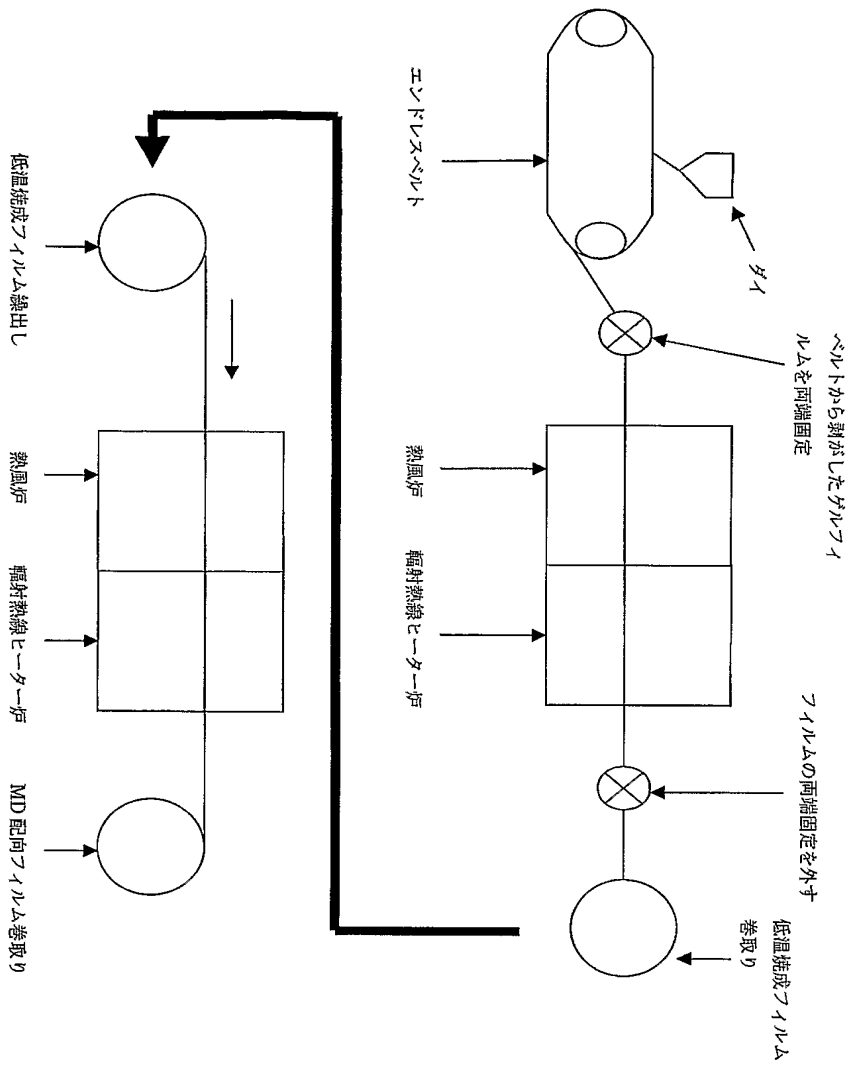 ダイ
ベルトから剥がしたゲルフィ
ルムを両端固定
フィルムの両端固定を外す
低温焼成フィルム
巻取り
エンドレスベルト
熱風炉
輻射熱線ヒーター炉
低温焼成フィルム繰出し
熱風炉
輻射熱線ヒーター炉
MD 配向フィルム巻取り